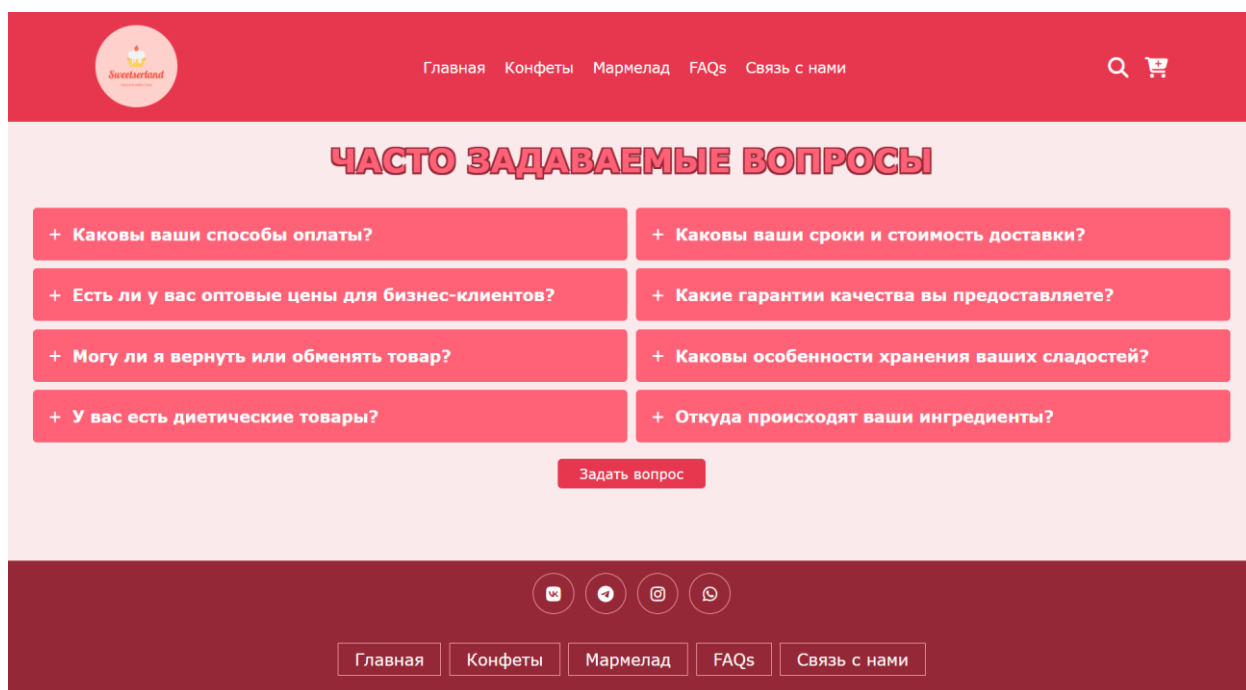 Sweetserland
Главная Конфеты Мармелад FAQs Связь с нами
ЧАСТО ЗАДАВАЕМЫЕ ВОПРОСЫ
+ Каковы ваши способы оплаты?
+ Каковы ваши сроки и стоимость доставки?
+ Есть ли у вас оптовые цены для бизнес-клиентов?
+ Какие гарантии качества вы предоставляете?
+ Могу ли я вернуть или обменять товар?
+ Каковы особенности хранения ваших сладостей?
+ У вас есть диетические товары?
+ Откуда происходят ваши ингредиенты?
Задать вопрос
Главная Конфеты Мармелад FAQs Связь с нами